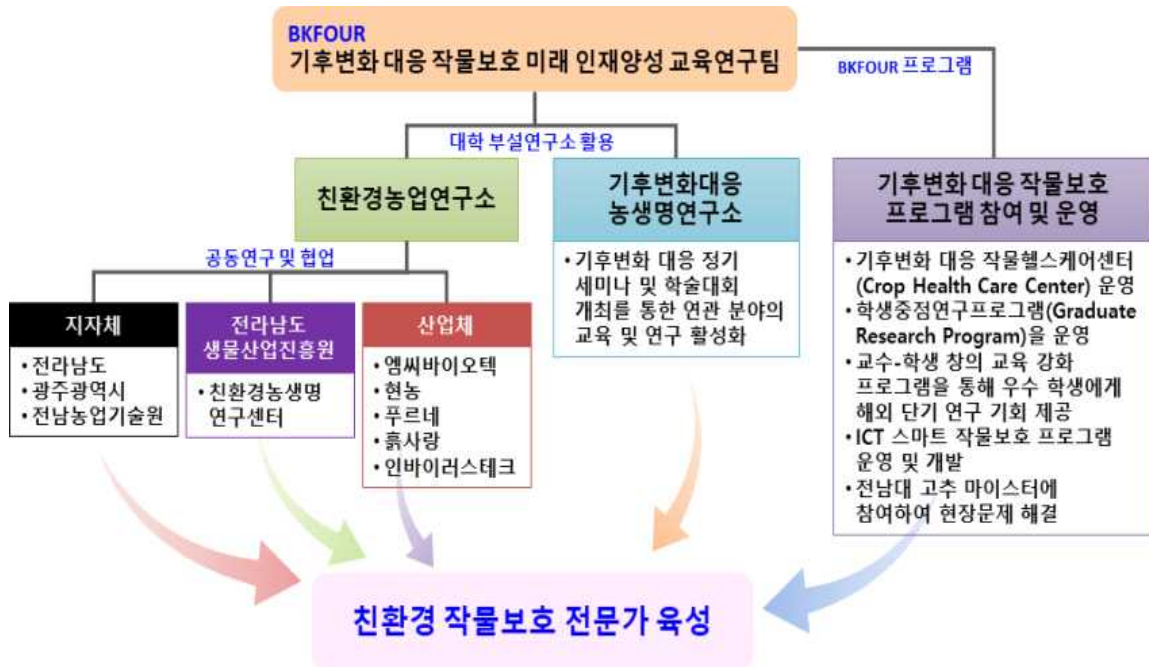 BKFOUR
기후변화 대응 작물보호 미래 인재양성 교육연구팀
BKFOUR 프로그램
대학 부설연구소 활용
친환경농업연구소
공동연구 및 협업
지자체
• 전라남도
• 광주광역시
• 전남농업기술원
전라남도
생물산업진흥원
• 친환경농생명
연구센터
산업체
• 엠씨바이오텍
• 현농
• 푸르네
• 흙사랑
• 인바이러스테크
기후변화대응
농생명연구소
• 기후변화 대응 정기
세미나 및 학술대회
개최를 통한 연관 분야의
교육 및 연구 활성화
기후변화 대응 작물보호
프로그램 참여 및 운영
• 기후변화 대응 작물헬스케어센터
(Crop Health Care Center) 운영
• 학생중점연구프로그램(Graduate
Research Program)을 운영
• 교수-학생 창의 교육 강화
프로그램을 통해 우수 학생에게
해외 단기 연구 기회 제공
• ICT 스마트 작물보호 프로그램
운영 및 개발
• 전남대 고추 마이스터에
참여하여 현장문제 해결
친환경 작물보호 전문가 육성